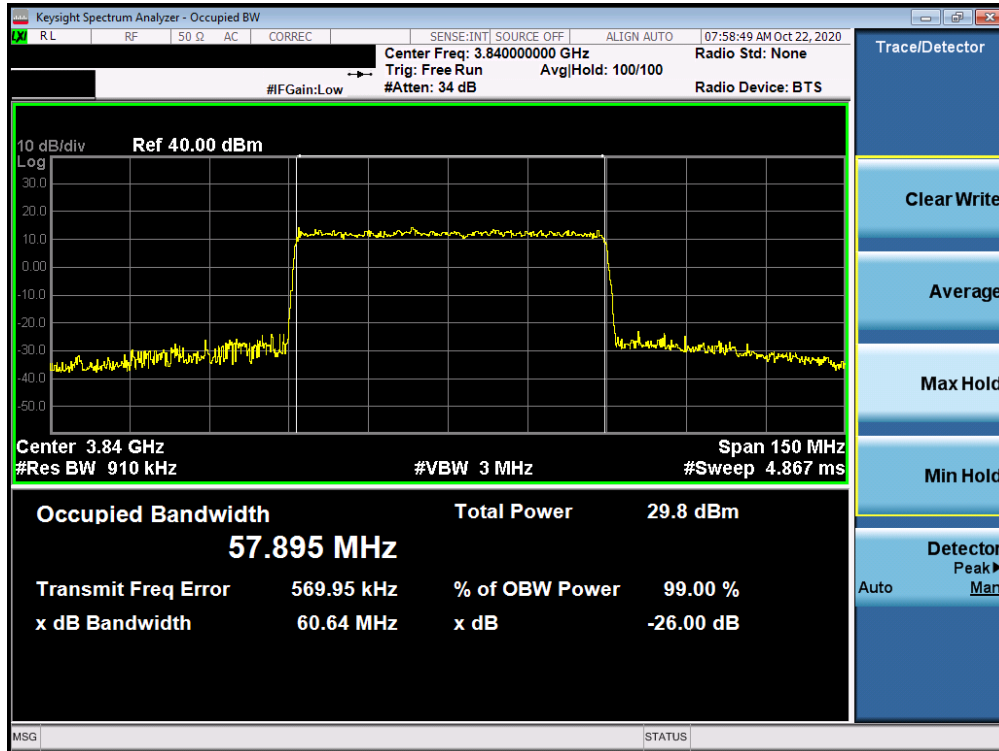 Keysight Spectrum Analyzer - Occupied BW
LXI RL RF 50 Ω AC CORREC SENSE:INT SOURCE OFF ALIGN AUTO 07:58:49 AM Oct 22, 2020
Center Freq: 3.840000000 GHz Radio Std: None
Trig: Free Run Avg|Hold: 100/100
#IFGain:Low #Atten: 34 dB Radio Device: BTS
Trace/Detector
10 dB/div Ref 40.00 dBm
Log
30.0
20.0
10.0
0.00
-10.0
-20.0
-30.0
-40.0
-50.0
Center 3.84 GHz Span 150 MHz
#Res BW 910 kHz #VBW 3 MHz #Sweep 4.867 ms
Occupied Bandwidth Total Power 29.8 dBm
57.895 MHz
Transmit Freq Error 569.95 kHz % of OBW Power 99.00 %
x dB Bandwidth 60.64 MHz x dB -26.00 dB
Clear Write
Average
Max Hold
Min Hold
Detector
Peak▶
Auto Man
MSG STATUS